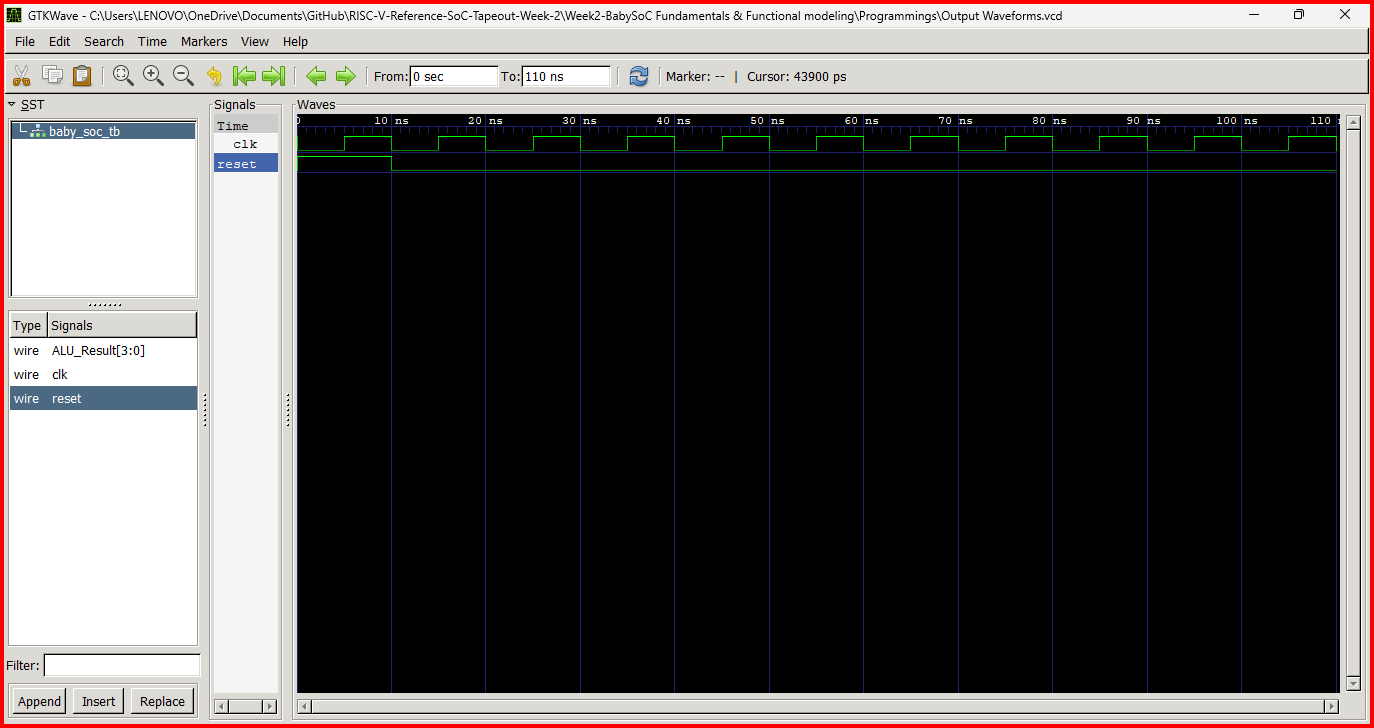 GTKWave - C:\Users\LENOVO\OneDrive\Documents\GitHub\RISC-V-Reference-SoC-Tapeout-Week-2\Week2-BabySoC Fundamentals & Functional modeling\Programmings\Output Waveforms.vcd
File Edit Search Time Markers View Help
From: 0 sec To: 110 ns Marker: -- | Cursor: 43900 ps
SST
baby_soc_tb
Type Signals
wire ALU_Result[3:0]
wire clk
wire reset
Filter:
Append Insert Replace
Signals
Time
clk
reset
Waves
0 10 ns 20 ns 30 ns 40 ns 50 ns 60 ns 70 ns 80 ns 90 ns 100 ns 110